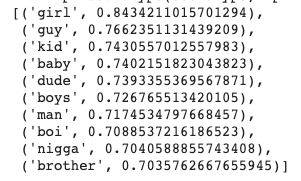 [('girl', 0.8434211015701294),
('guy', 0.7662351131439209),
('kid', 0.7430557012557983),
('baby', 0.7402151823043823),
('dude', 0.7393355369567871),
('boys', 0.726765513420105),
('man', 0.7174534797668457),
('boi', 0.7088537216186523),
('nigga', 0.7040588855743408),
('brother', 0.7035762667655945)]